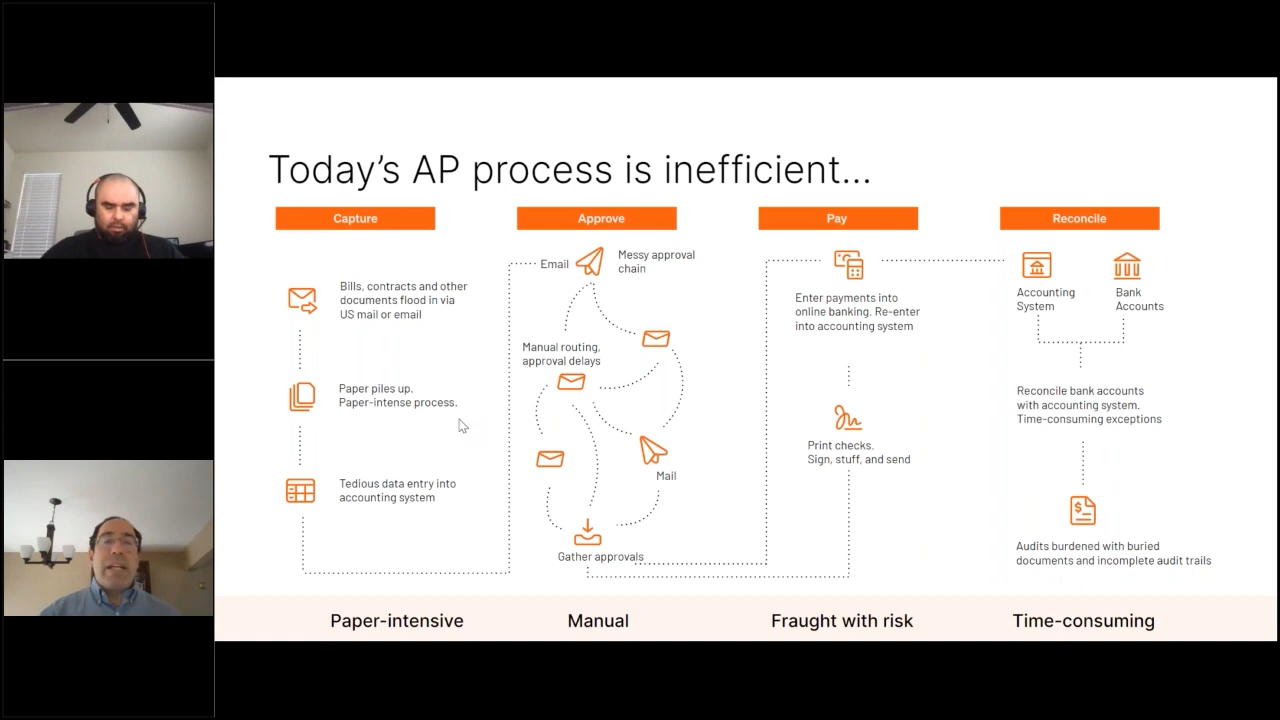 Today's AP process is inefficient...
Capture
Bills, contracts and other
documents flood in via
US mail or email
Paper piles up.
Paper-intense process.
Tedious data entry into
accounting system
Paper-intensive
Approve
Email
Messy approval
chain
Manual routing,
approval delays
Mail
Gather approvals
Manual
Pay
Enter payments into
online banking. Re-enter
into accounting system
Print checks.
Sign, stuff, and send
Fraught with risk
Reconcile
Accounting
System
Bank
Accounts
Reconcile bank accounts
with accounting system.
Time-consuming exceptions
Audits burdened with buried
documents and incomplete audit trails
Time-consuming